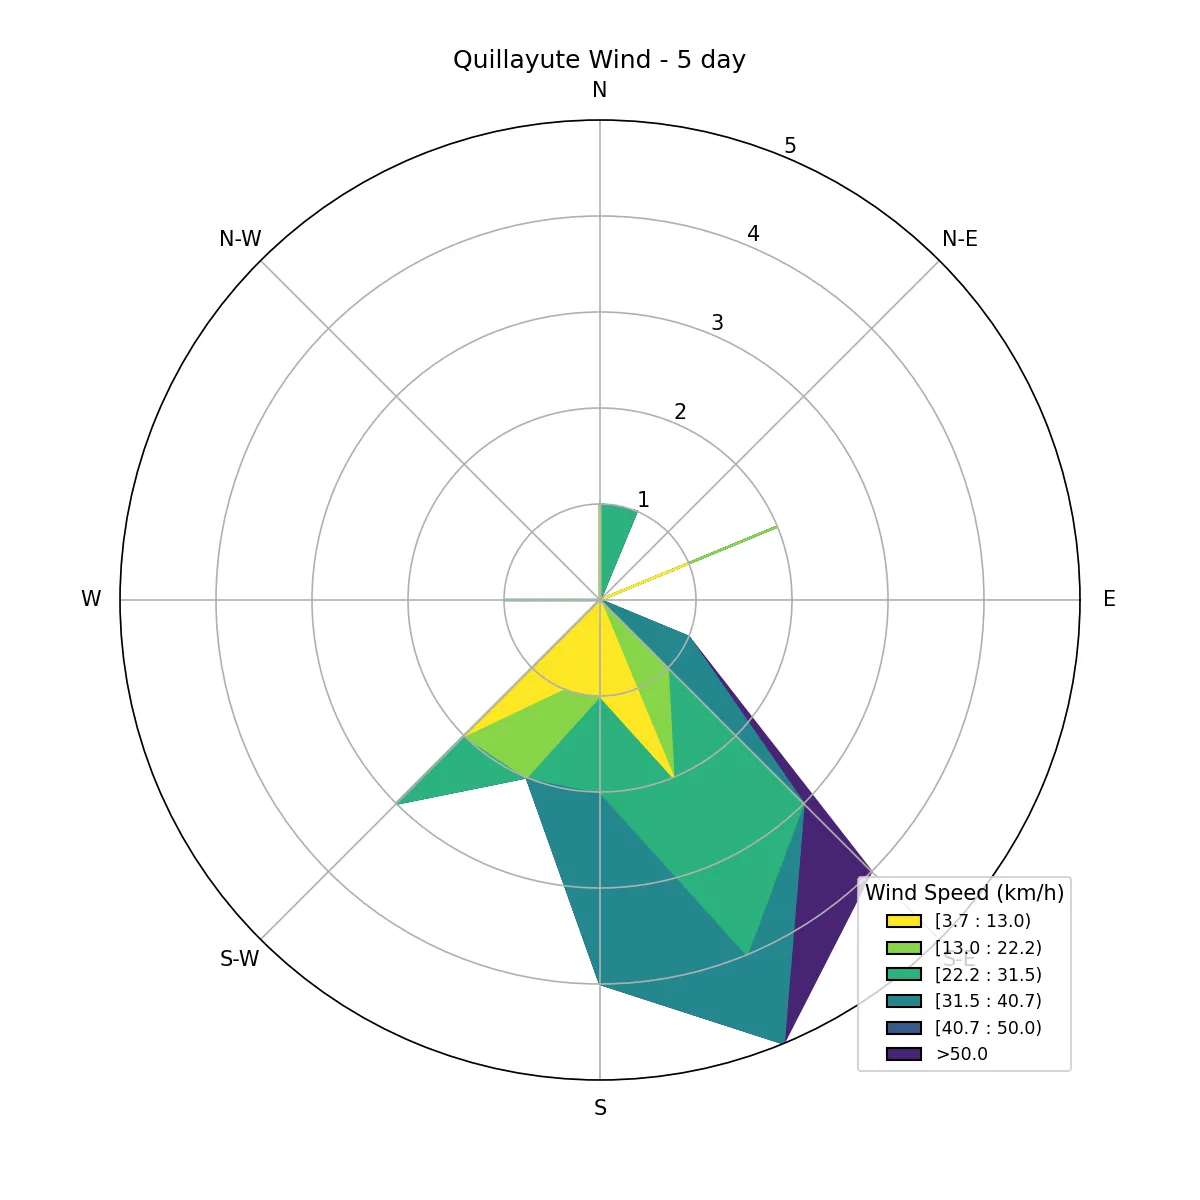 Quillayute Wind - 5 day
N
5
N-W
N-E
4
3
2
1
W
E
Wind Speed (km/h)
[3.7 : 13.0)
[13.0 : 22.2)
[22.2 : 31.5)
[31.5 : 40.7)
[40.7 : 50.0)
>50.0
S-W
S-E
S